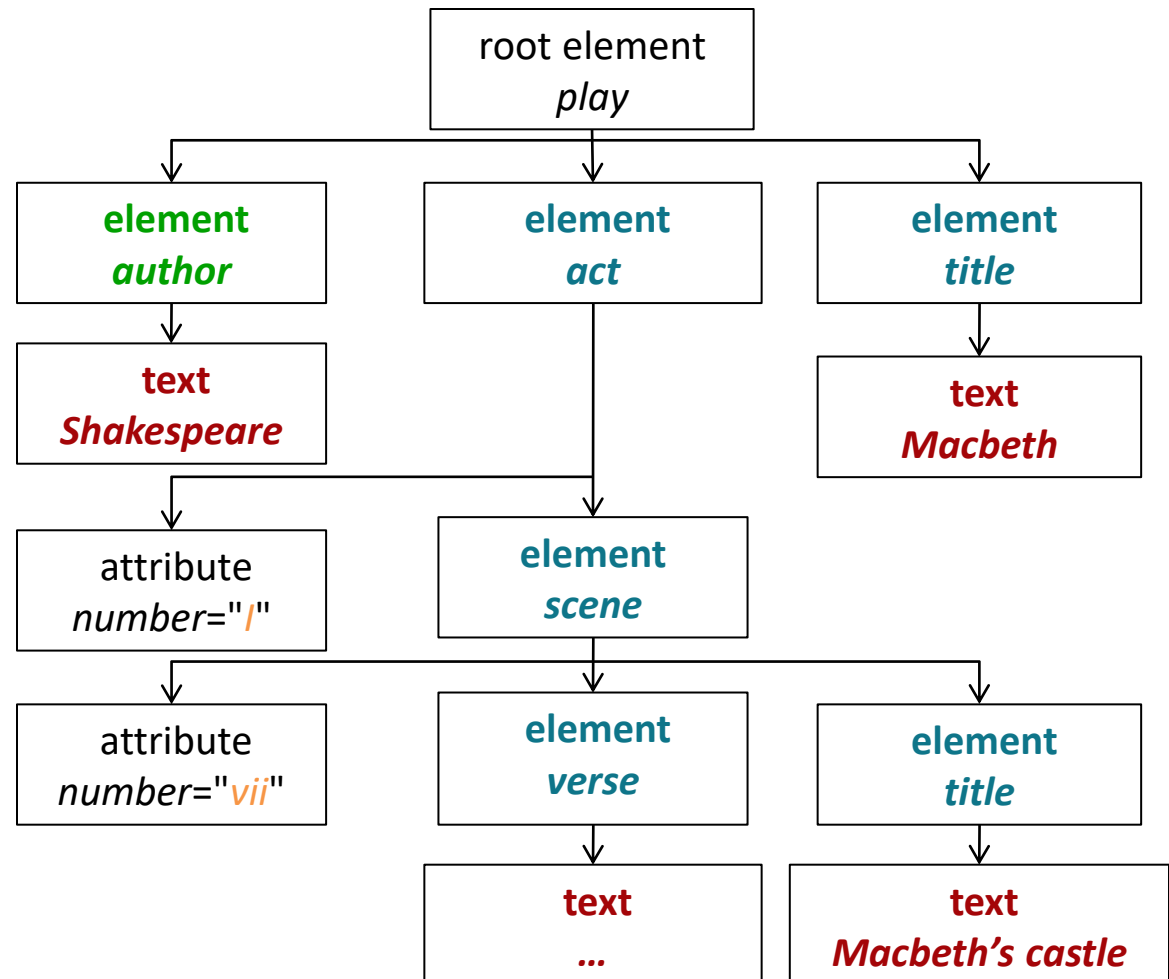 root element
play
element
author
element
act
element
title
text
Shakespeare
text
Macbeth
attribute
number="I"
element
scene
attribute
number="vii"
element
verse
element
title
text
…
text
Macbeth’s castle